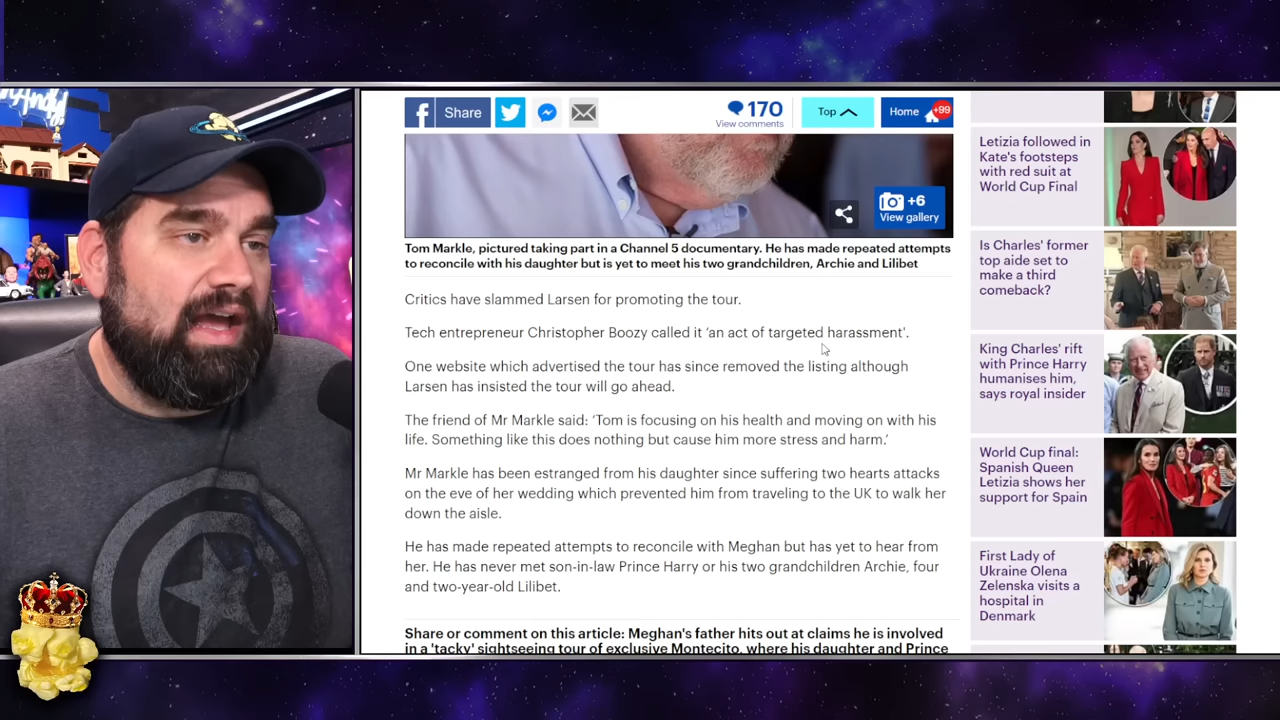 Share
170
View comments
Top
Home
+99
+6
View gallery
Tom Markle, pictured taking part in a Channel 5 documentary. He has made repeated attempts
to reconcile with his daughter but is yet to meet his two grandchildren, Archie and Lilibet
Critics have slammed Larsen for promoting the tour.
Tech entrepreneur Christopher Boozy called it ‘an act of targeted harassment’.
One website which advertised the tour has since removed the listing although
Larsen has insisted the tour will go ahead.
The friend of Mr Markle said: ‘Tom is focusing on his health and moving on with his
life. Something like this does nothing but cause him more stress and harm.’
Mr Markle has been estranged from his daughter since suffering two hearts attacks
on the eve of her wedding which prevented him from traveling to the UK to walk her
down the aisle.
He has made repeated attempts to reconcile with Meghan but has yet to hear from
her. He has never met son-in-law Prince Harry or his two grandchildren Archie, four
and two-year-old Lilibet.
Share or comment on this article: Meghan's father hits out at claims he is involved
in a 'tacky' sightseeing tour of exclusive Montecito, where his daughter and Prince
Letizia followed in
Kate's footsteps
with red suit at
World Cup Final
Is Charles' former
top aide set to
make a third
comeback?
King Charles' rift
with Prince Harry
humanises him,
says royal insider
World Cup final:
Spanish Queen
Letizia shows her
support for Spain
First Lady of
Ukraine Olena
Zelenska visits a
hospital in
Denmark